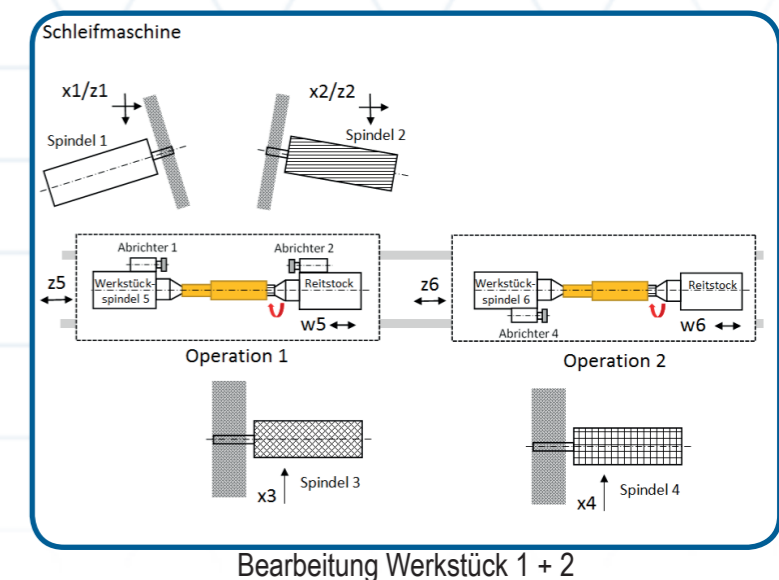 Schleifmaschine
x1/z1
x2/z2
Spindel 1
Spindel 2
Abrichter 1
Abrichter 2
z5
Werkstück-
spindel 5
Reitstock
w5
z6
Werkstück-
spindel 6
Reitstock
w6
Abrichter 4
Operation 1
Operation 2
x3
Spindel 3
x4
Spindel 4
Bearbeitung Werkstück 1 + 2